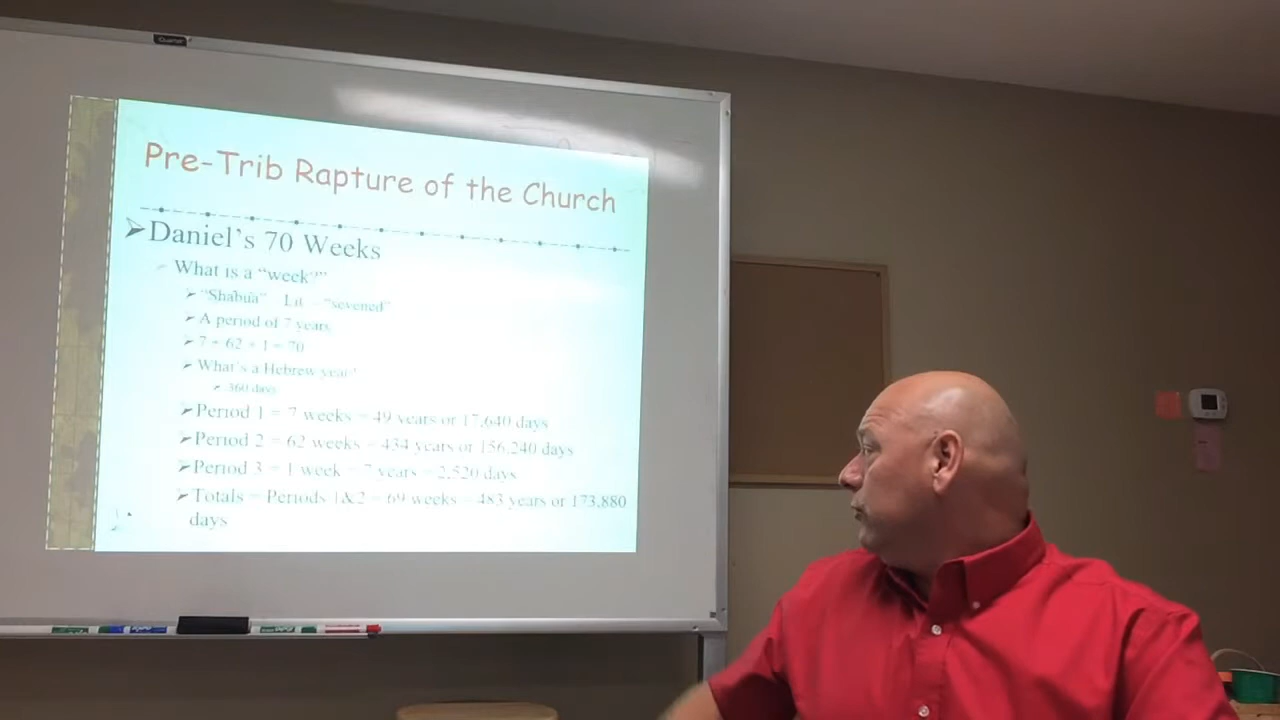 Quartet
Pre-Trib Rapture of the Church
Daniel's 70 Weeks
What is a "week?"
"Shabua" Lit - "sevened"
A period of 7 years
7 + 62 + 1 = 70
What's a Hebrew year?
360 days
Period 1 = 7 weeks = 49 years or 17,640 days
Period 2 = 62 weeks = 434 years or 156,240 days
Period 3 = 1 week = 7 years = 2,520 days
Totals = Periods 1&2 = 69 weeks = 483 years or 173,880
days